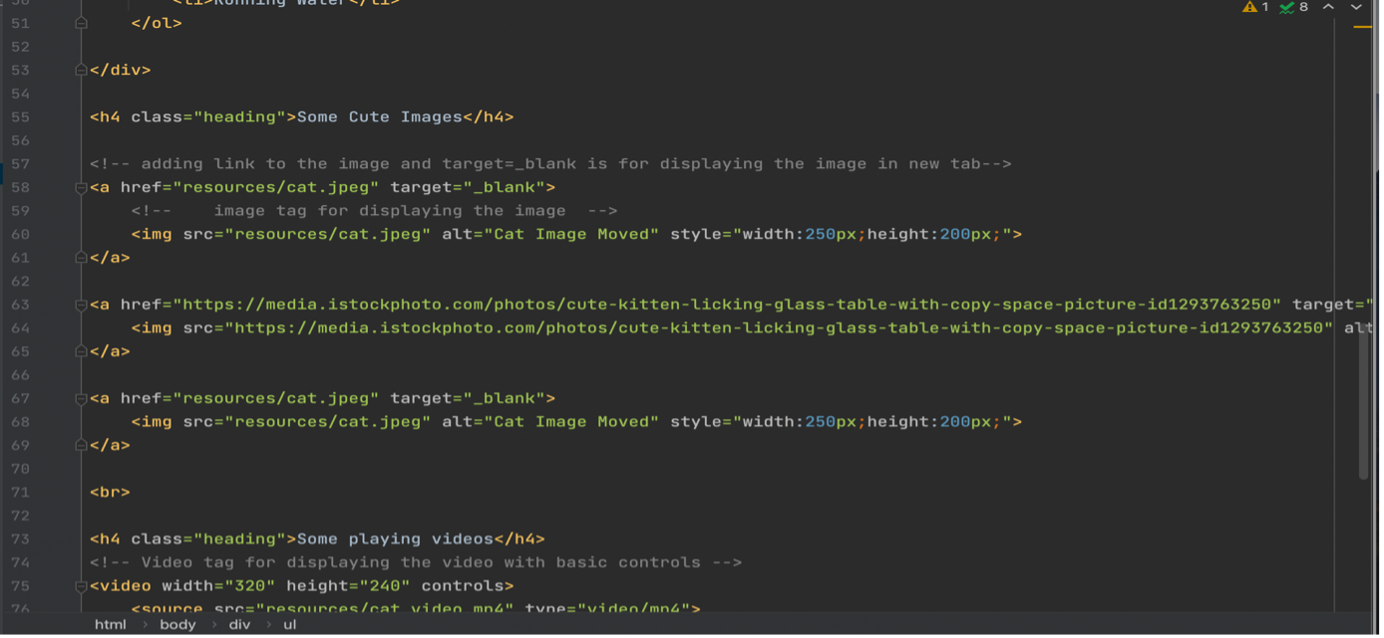 <li>Running Water</li>
1 8
51 </ol>
52
53 </div>
54
55 <h4 class="heading">Some Cute Images</h4>
56
57 <!-- adding link to the image and target=_blank is for displaying the image in new tab-->
58 <a href="resources/cat.jpeg" target="_blank">
59 <!--    image tag for displaying the image  -->
60 <img src="resources/cat.jpeg" alt="Cat Image Moved" style="width:250px;height:200px;">
61 </a>
62
63 <a href="https://media.istockphoto.com/photos/cute-kitten-licking-glass-table-with-copy-space-picture-id1293763250" target="
64 <img src="https://media.istockphoto.com/photos/cute-kitten-licking-glass-table-with-copy-space-picture-id1293763250" alt
65 </a>
66
67 <a href="resources/cat.jpeg" target="_blank">
68 <img src="resources/cat.jpeg" alt="Cat Image Moved" style="width:250px;height:200px;">
69 </a>
70
71 <br>
72
73 <h4 class="heading">Some playing videos</h4>
74 <!-- Video tag for displaying the video with basic controls -->
75 <video width="320" height="240" controls>
76 <source src="resources/cat video.mp4" type="video/mp4">
html › body › div › ul